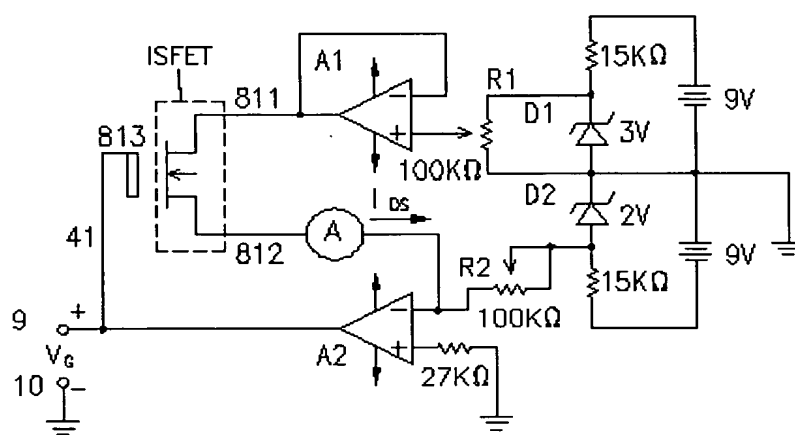 ISFET
A1
811
813
R1
15KΩ
D1
9V
3V
100KΩ
D2
I
DS
2V
A
41
812
R2
15KΩ
9V
100KΩ
9
+
V_G
A2
27KΩ
10
-
-
+
-
+